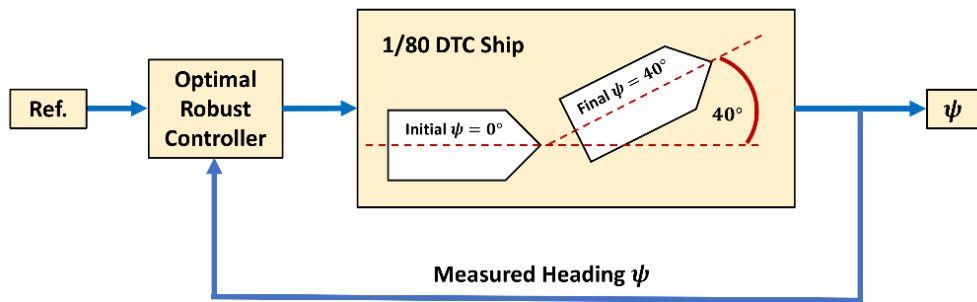 1/80 DTC Ship
Ref.
Optimal
Robust
Controller
Initial ψ = 0°
Final ψ = 40°
40°
ψ
Measured Heading ψ